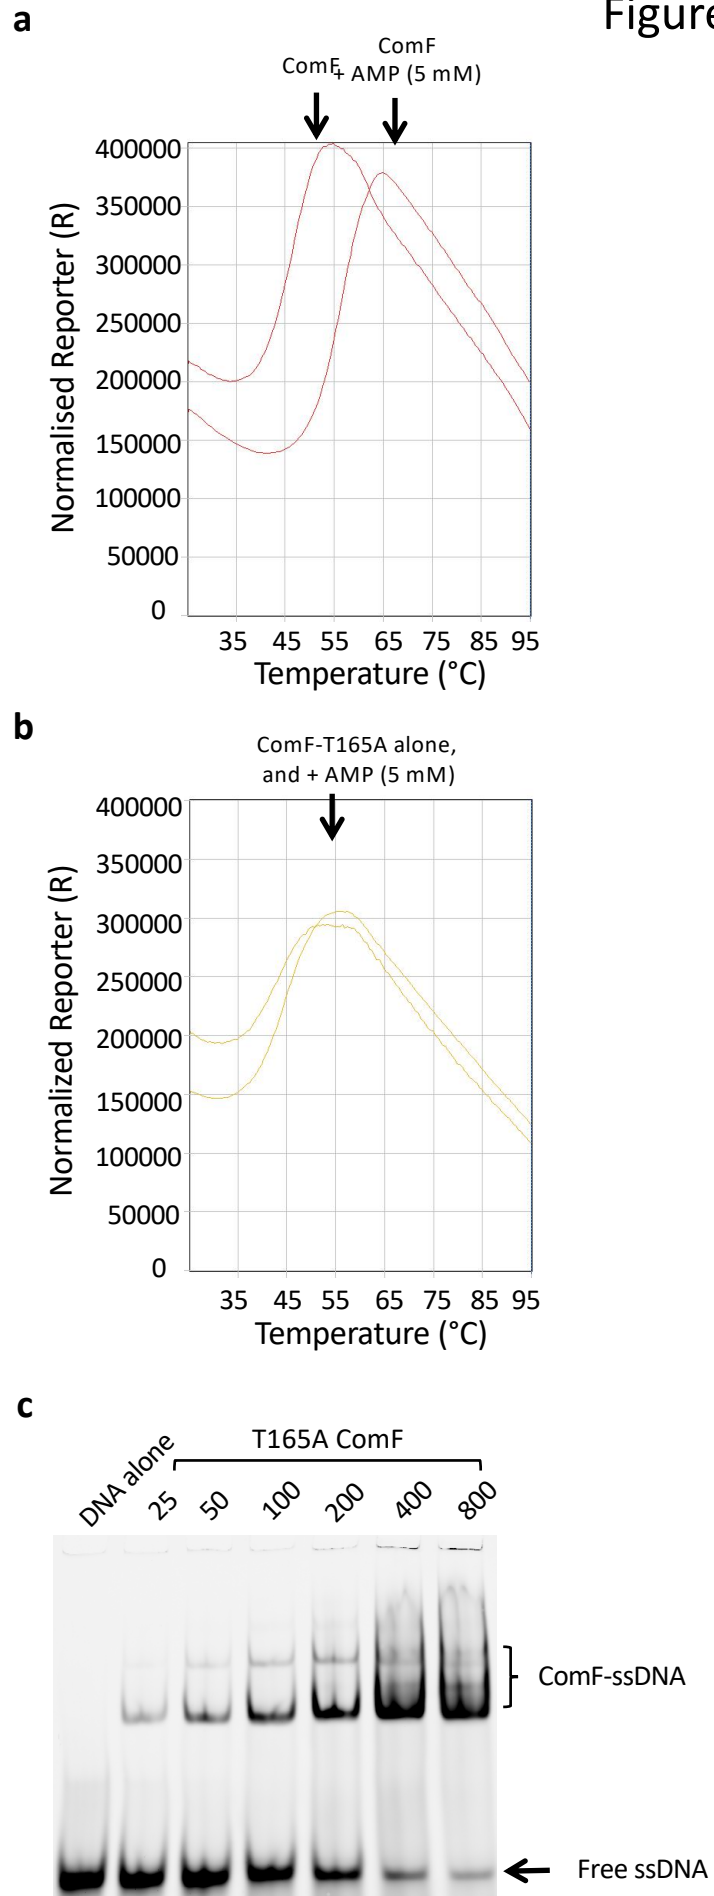 Figure
a
ComF
ComF
+ AMP (5 mM)
400000
350000
300000
250000
200000
150000
100000
50000
0
Normalised Reporter (R)
35 45 55 65 75 85 95
Temperature (°C)
b
ComF-T165A alone,
and + AMP (5 mM)
400000
350000
300000
250000
200000
150000
100000
50000
0
Normalized Reporter (R)
35 45 55 65 75 85 95
Temperature (°C)
c
T165A ComF
DNA alone 25 50 100 200 400 800
ComF-ssDNA
Free ssDNA